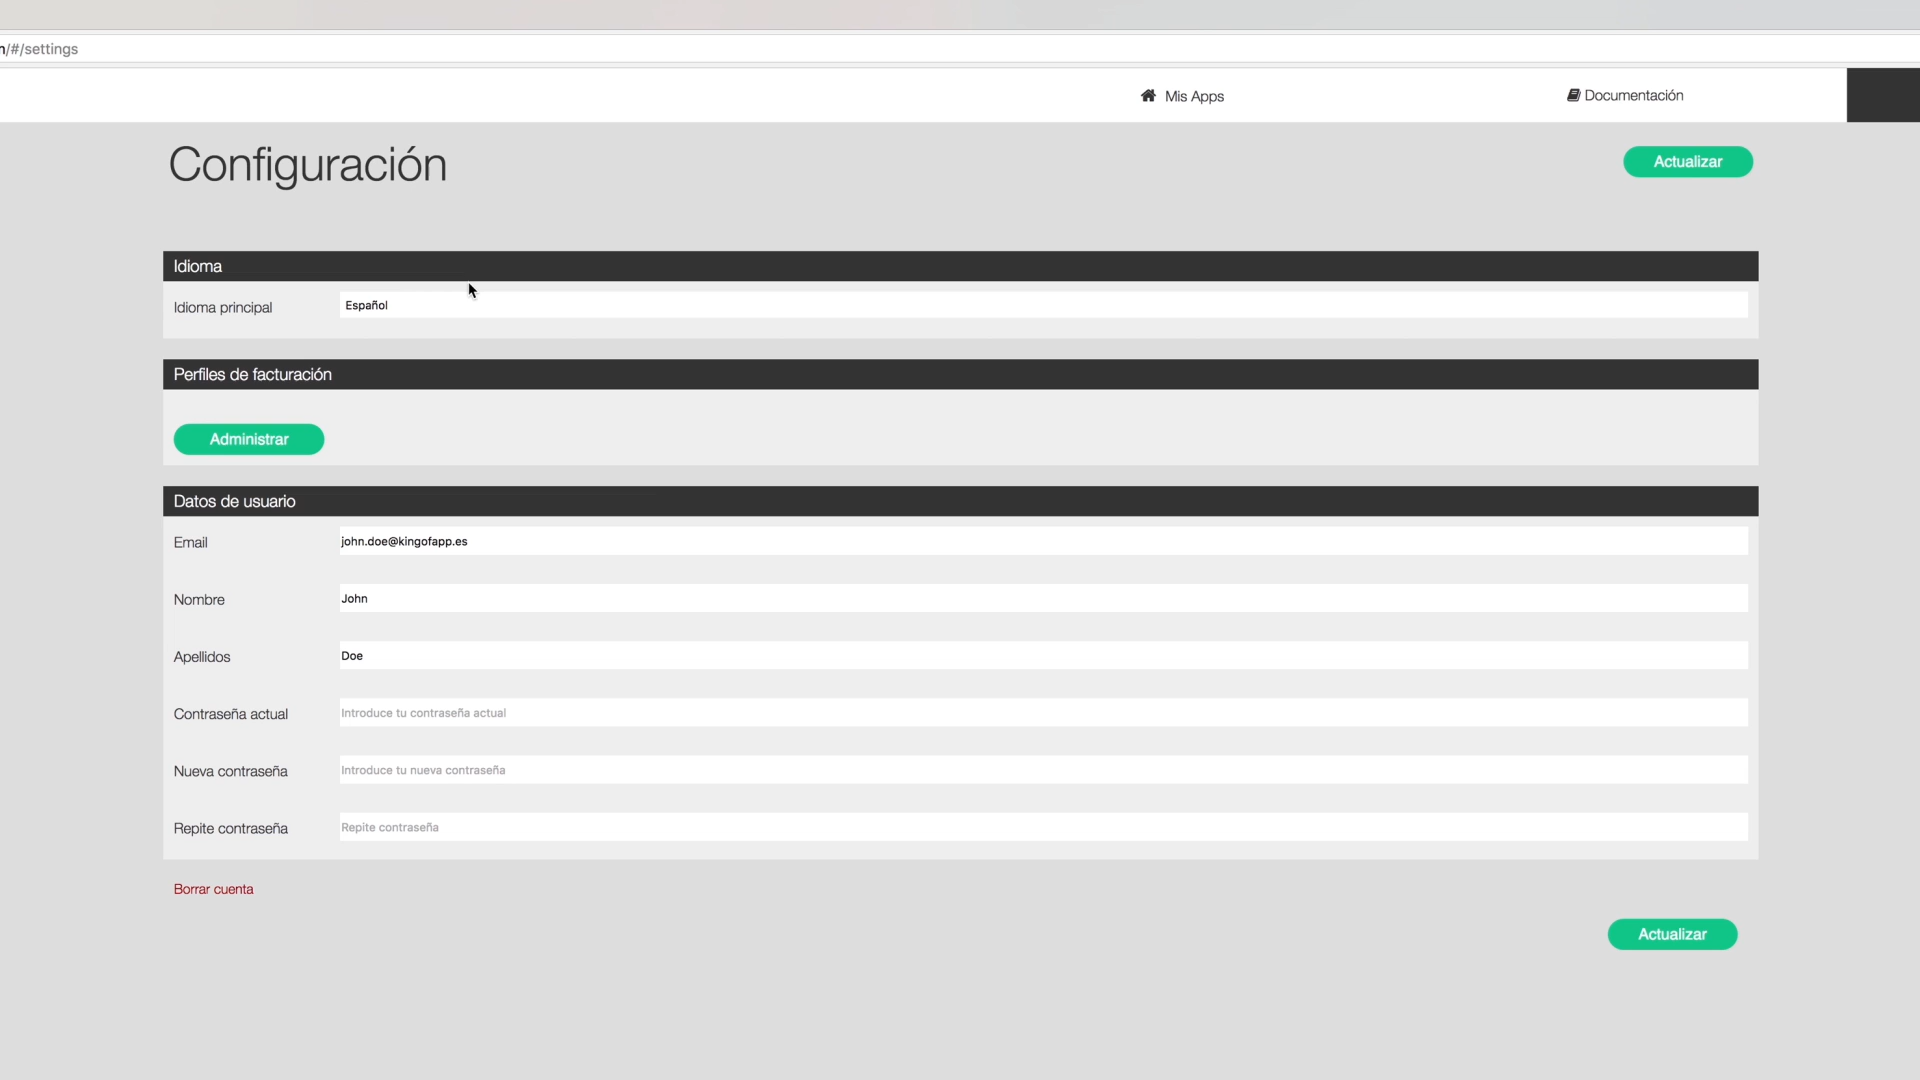 /#/settings
Mis Apps
Documentación
Configuración
Actualizar
Idioma
Idioma principal
Español
Perfiles de facturación
Administrar
Datos de usuario
Email
john.doe@kingofapp.es
Nombre
John
Apellidos
Doe
Contraseña actual
Introduce tu contraseña actual
Nueva contraseña
Introduce tu nueva contraseña
Repite contraseña
Repite contraseña
Borrar cuenta
Actualizar